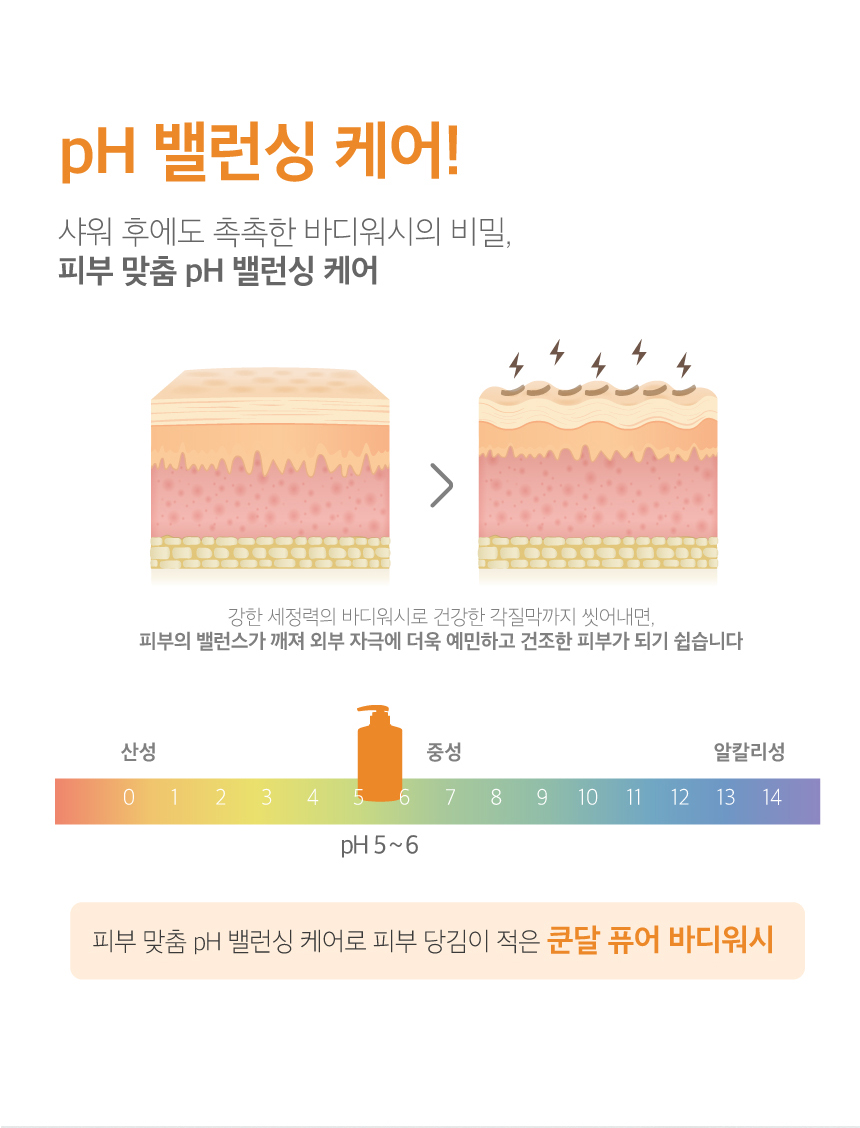 pH 밸런싱 케어!
샤워 후에도 촉촉한 바디워시의 비밀,
피부 맞춤 pH 밸런싱 케어
강한 세정력의 바디워시로 건강한 각질막까지 씻어내면,
피부의 밸런스가 깨져 외부 자극에 더욱 예민하고 건조한 피부가 되기 쉽습니다
산성 중성 알칼리성
0 1 2 3 4 5 6 7 8 9 10 11 12 13 14
pH 5~6
피부 맞춤 pH 밸런싱 케어로 피부 당김이 적은 쿤달 퓨어 바디워시